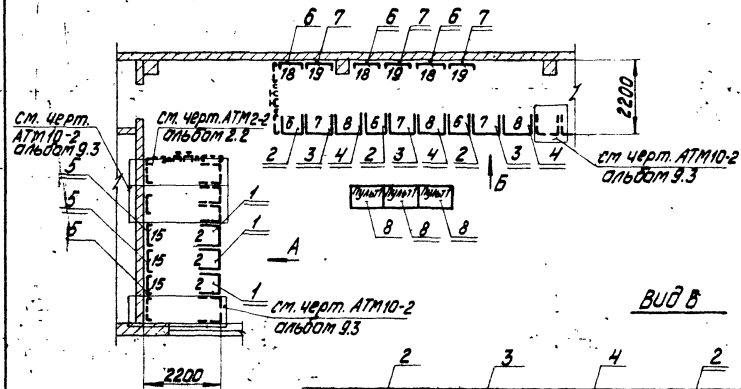 6 7 6 7 6 7
18 19 18 19 18 19
2200
см. черт.
АТМ10-2
альбом 9.3
см. черт. АТМ2-2
альбом 2.2
6 7 8 6 7 8 6 7 8
2 3 4 2 3 4 2 3 4
см черт. АТМ10-2
альбом 9.3
Б
Пульт1 Пульт1 Пульт1
8 8 8
5
5
5
15 2 1
15 2 1
15 2 1
А
см. черт. АТМ10-2
альбом 9.3
Вид В
2200
2 3 4 2